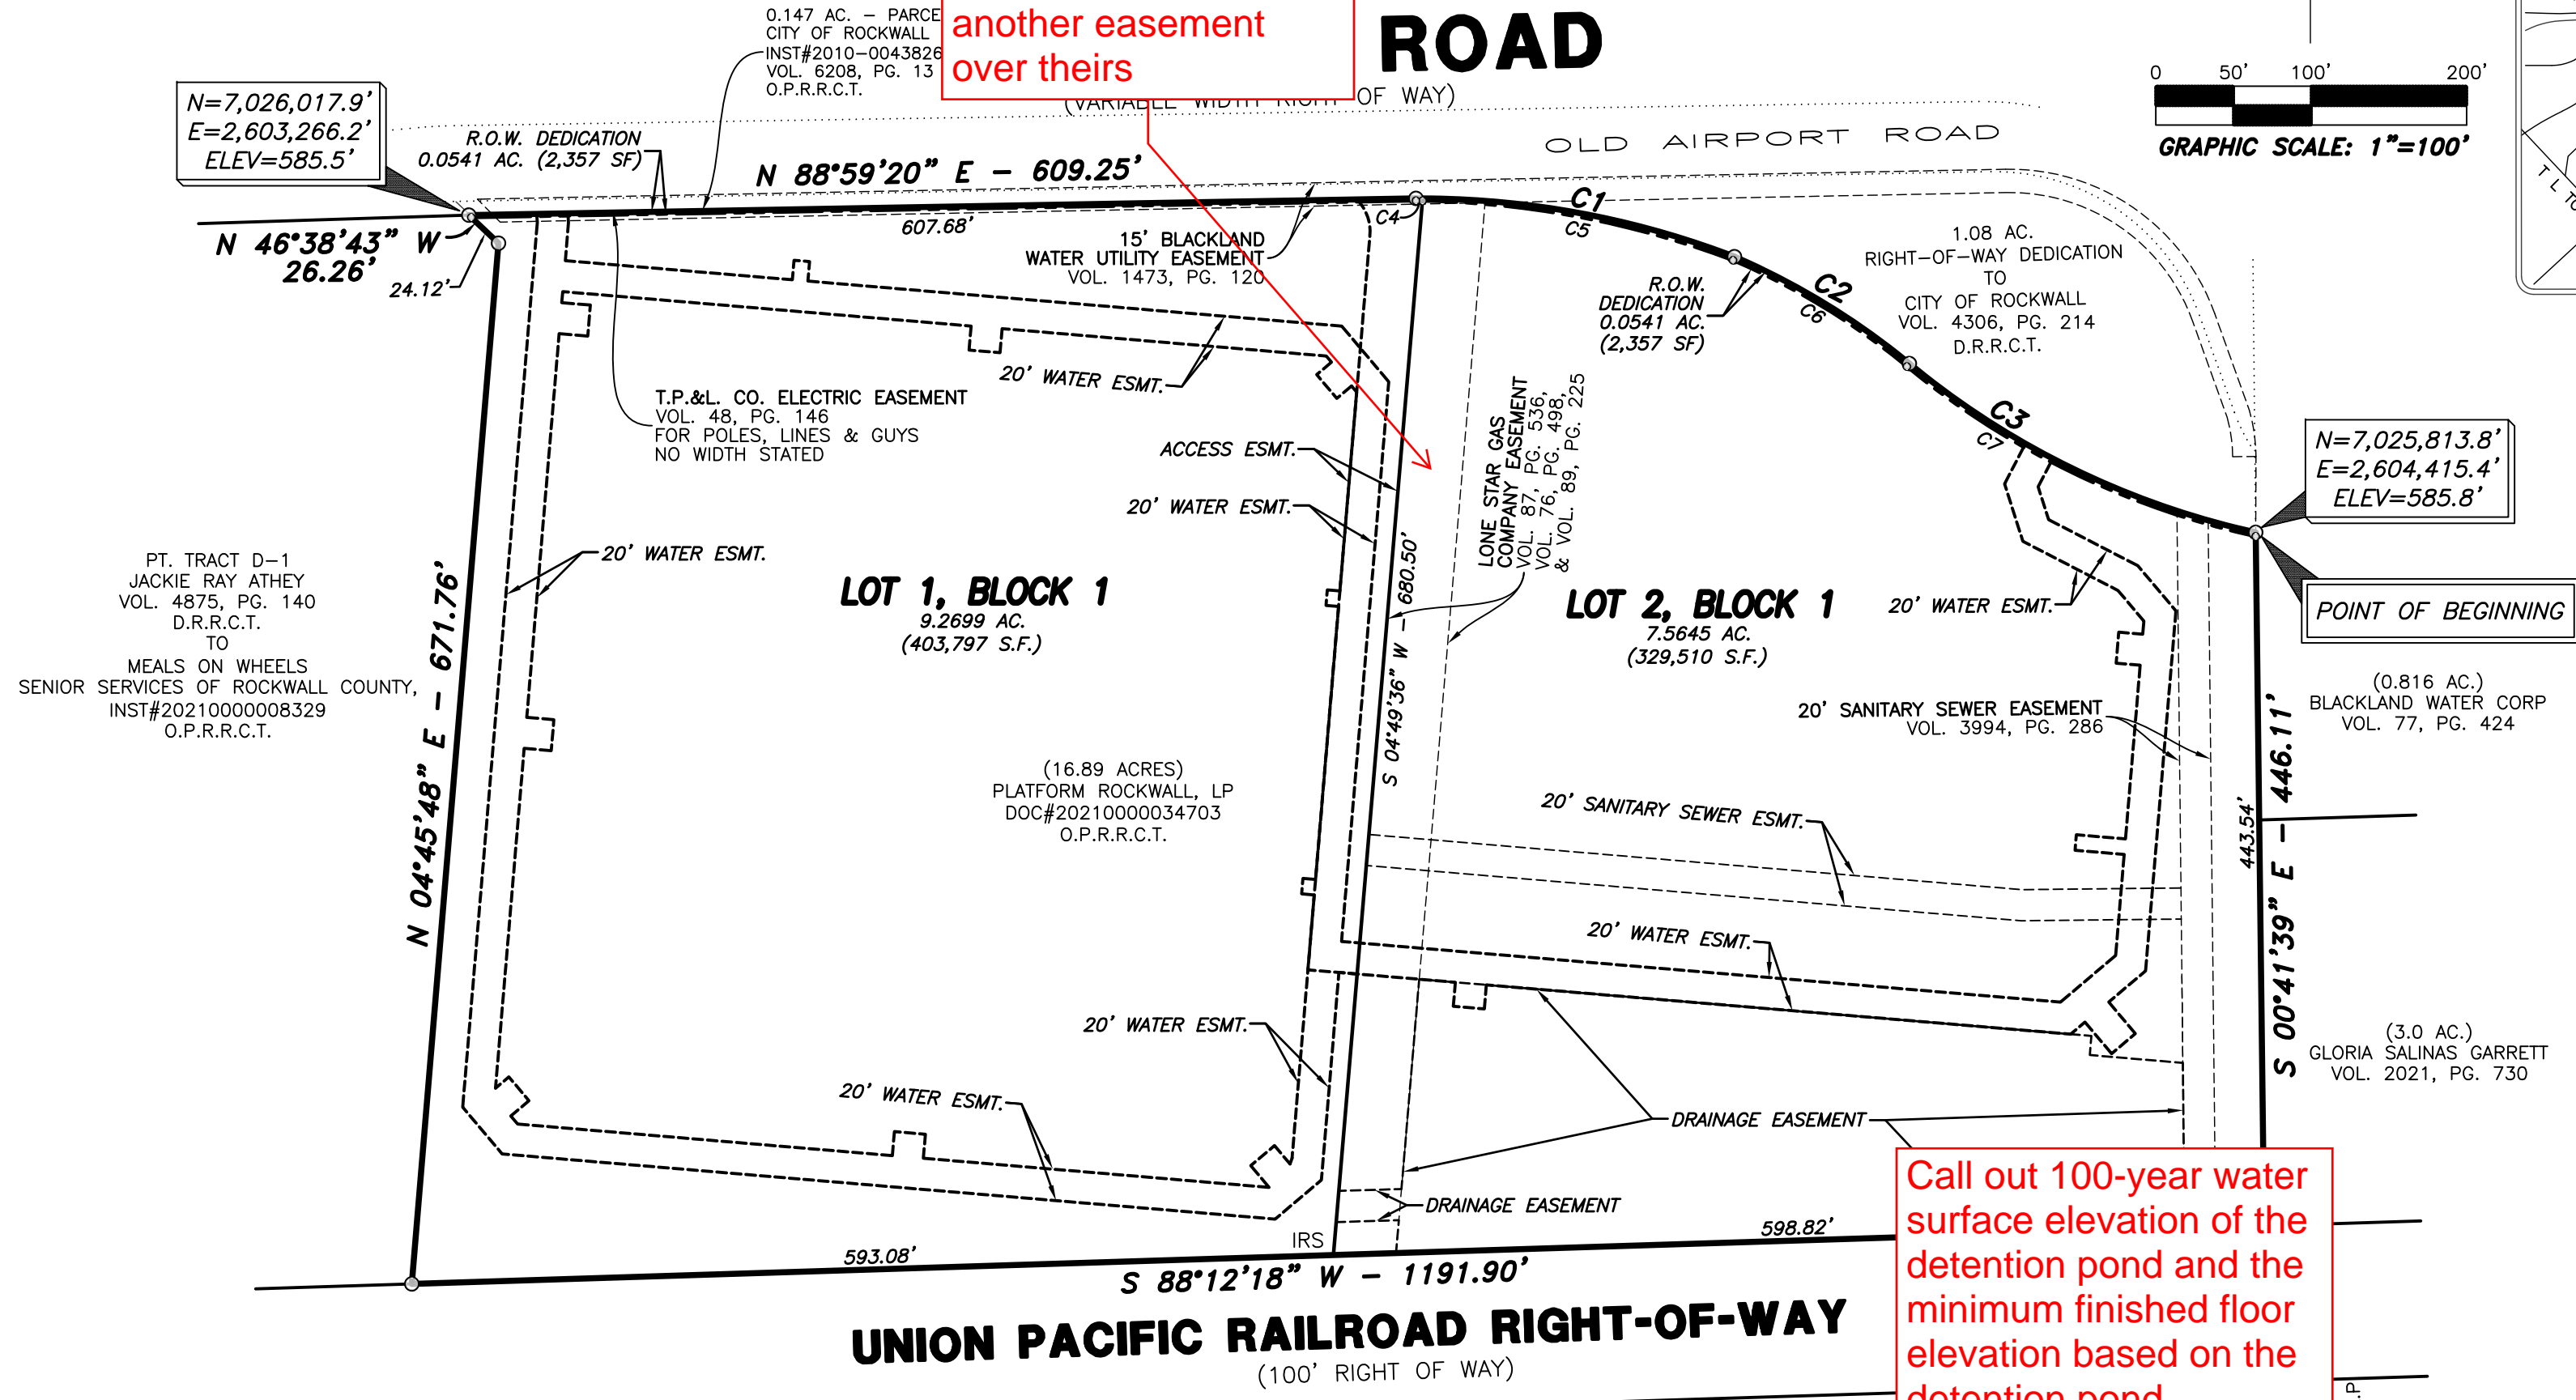 0.147 AC. – PARCE
CITY OF ROCKWALL
INST#2010-0043826
VOL. 6208, PG. 13
O.P.R.R.C.T.
another easement
over theirs
ROAD
(VARIABLE WIDTH RIGHT OF WAY)
0 50' 100' 200'
GRAPHIC SCALE: 1"=100'
N=7,026,017.9'
E=2,603,266.2'
ELEV=585.5'
R.O.W. DEDICATION
0.0541 AC. (2,357 SF)
N 88°59'20" E – 609.25'
OLD AIRPORT ROAD
607.68'
C4
C1
C5
N 46°38'43" W
26.26'
24.12'
15' BLACKLAND
WATER UTILITY EASEMENT
VOL. 1473, PG. 120
R.O.W.
DEDICATION
0.0541 AC.
(2,357 SF)
C2
C6
1.08 AC.
RIGHT-OF-WAY DEDICATION
TO
CITY OF ROCKWALL
VOL. 4306, PG. 214
D.R.R.C.T.
20' WATER ESMT.
T.P.&L. CO. ELECTRIC EASEMENT
VOL. 48, PG. 146
FOR POLES, LINES & GUYS
NO WIDTH STATED
ACCESS ESMT.
20' WATER ESMT.
LONE STAR GAS
COMPANY EASEMENT
VOL. 87, PG. 536,
VOL. 76, PG. 498,
& VOL. 89, PG. 225
C3
C7
N=7,025,813.8'
E=2,604,415.4'
ELEV=585.8'
POINT OF BEGINNING
PT. TRACT D-1
JACKIE RAY ATHEY
VOL. 4875, PG. 140
D.R.R.C.T.
TO
MEALS ON WHEELS
SENIOR SERVICES OF ROCKWALL COUNTY,
INST#20210000008329
O.P.R.R.C.T.
N 04°45'48" E – 671.76'
20' WATER ESMT.
LOT 1, BLOCK 1
9.2699 AC.
(403,797 S.F.)
S 04°49'36" W – 680.50'
LOT 2, BLOCK 1
7.5645 AC.
(329,510 S.F.)
20' WATER ESMT.
20' SANITARY SEWER EASEMENT
VOL. 3994, PG. 286
(0.816 AC.)
BLACKLAND WATER CORP
VOL. 77, PG. 424
(16.89 ACRES)
PLATFORM ROCKWALL, LP
DOC#20210000034703
O.P.R.R.C.T.
20' SANITARY SEWER ESMT.
443.54'
S 00°41'39" E – 446.11'
20' WATER ESMT.
20' WATER ESMT.
(3.0 AC.)
GLORIA SALINAS GARRETT
VOL. 2021, PG. 730
20' WATER ESMT.
DRAINAGE EASEMENT
DRAINAGE EASEMENT
IRS
593.08'
598.82'
S 88°12'18" W – 1191.90'
UNION PACIFIC RAILROAD RIGHT-OF-WAY
(100' RIGHT OF WAY)
Call out 100-year water
surface elevation of the
detention pond and the
minimum finished floor
elevation based on the
detention pond